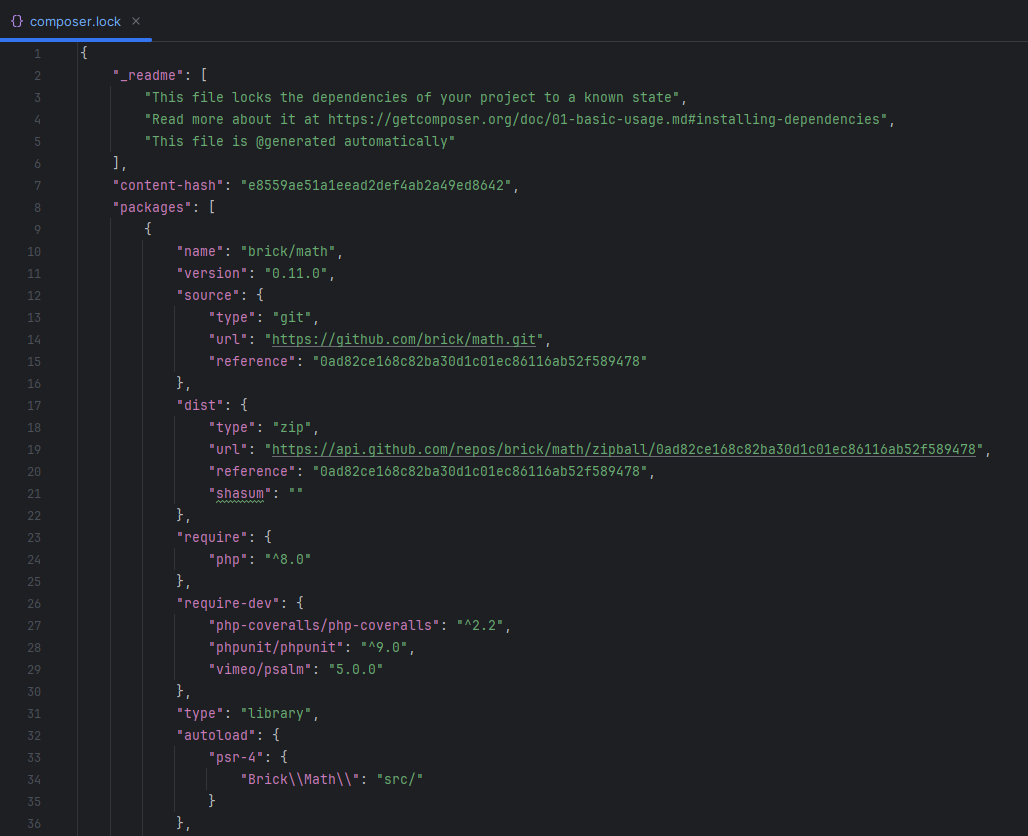 {} composer.lock ×
1 {
2 "_readme": [
3 "This file locks the dependencies of your project to a known state",
4 "Read more about it at https://getcomposer.org/doc/01-basic-usage.md#installing-dependencies",
5 "This file is @generated automatically"
6 ],
7 "content-hash": "e8559ae51a1eead2def4ab2a49ed8642",
8 "packages": [
9 {
10 "name": "brick/math",
11 "version": "0.11.0",
12 "source": {
13 "type": "git",
14 "url": "https://github.com/brick/math.git",
15 "reference": "0ad82ce168c82ba30d1c01ec86116ab52f589478"
16 },
17 "dist": {
18 "type": "zip",
19 "url": "https://api.github.com/repos/brick/math/zipball/0ad82ce168c82ba30d1c01ec86116ab52f589478",
20 "reference": "0ad82ce168c82ba30d1c01ec86116ab52f589478",
21 "shasum": ""
22 },
23 "require": {
24 "php": "^8.0"
25 },
26 "require-dev": {
27 "php-coveralls/php-coveralls": "^2.2",
28 "phpunit/phpunit": "^9.0",
29 "vimeo/psalm": "5.0.0"
30 },
31 "type": "library",
32 "autoload": {
33 "psr-4": {
34 "Brick\\Math\\": "src/"
35 }
36 },